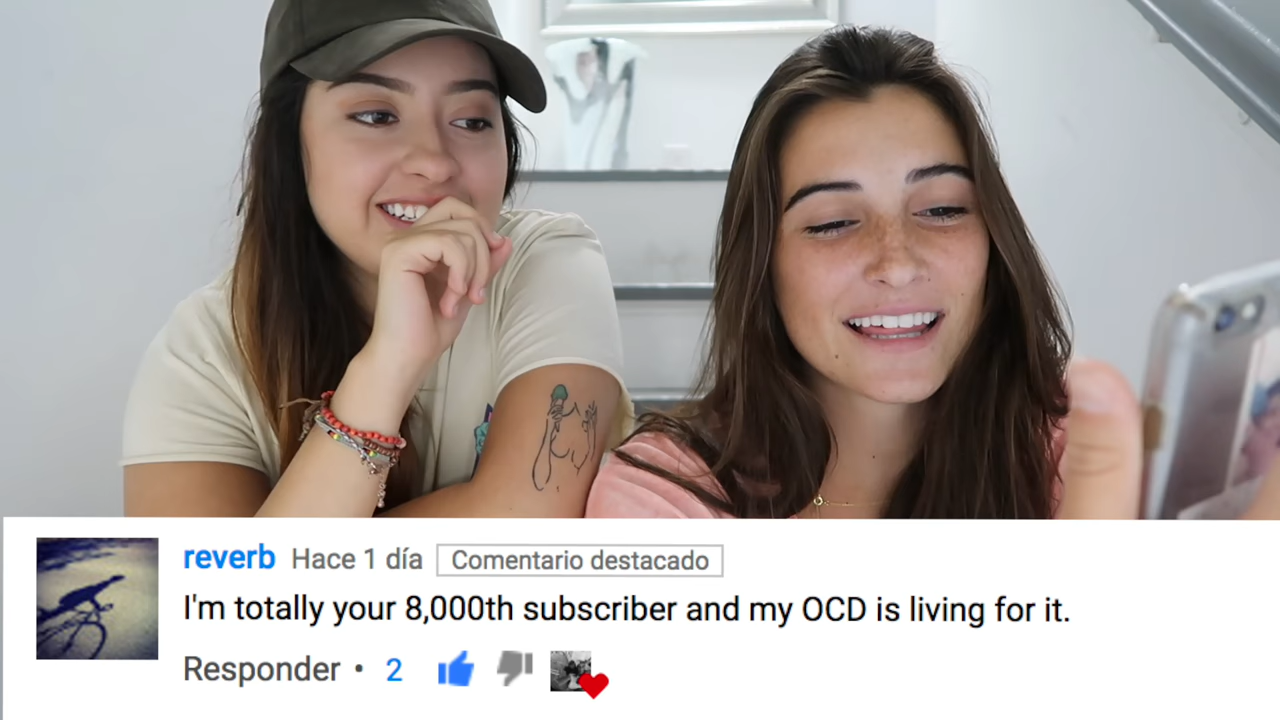 reverb Hace 1 día Comentario destacado
I'm totally your 8,000th subscriber and my OCD is living for it.
Responder • 2